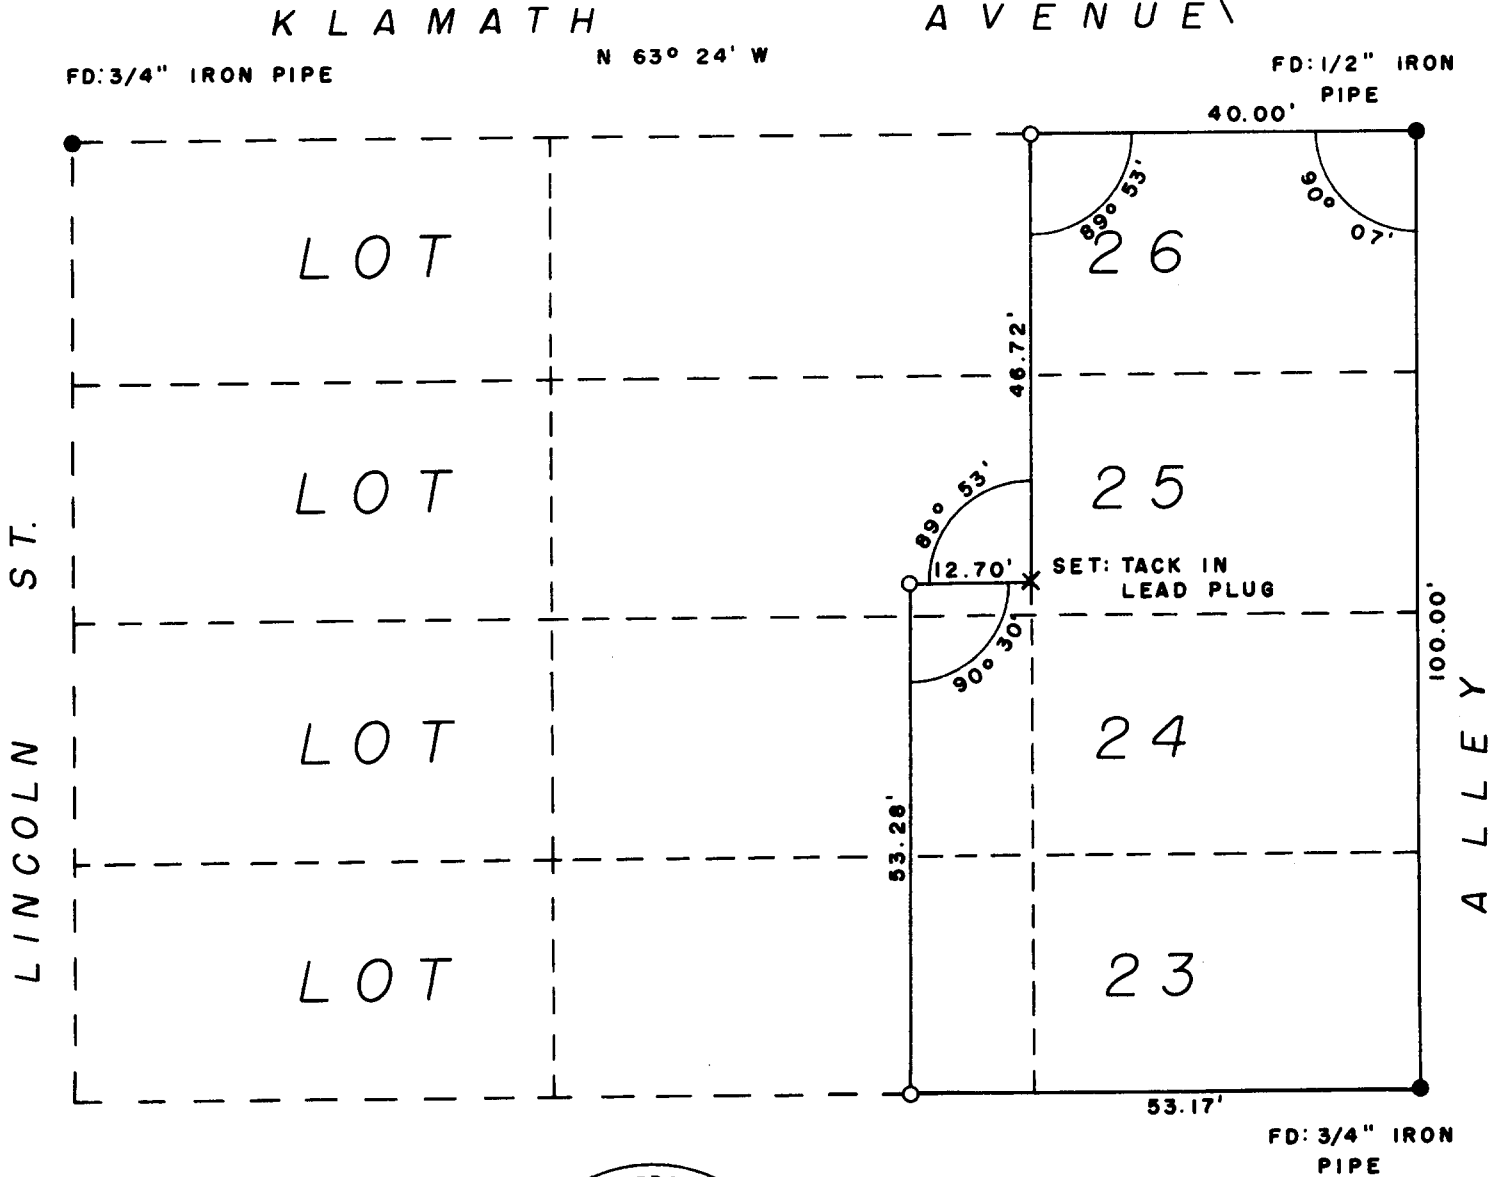 KLAMATH AVENUE
N 63° 24' W
FD: 3/4" IRON PIPE
FD: 1/2" IRON
PIPE
40.00'
89° 53'
90° 07'
LOT 26
46.72'
LOT 25
89° 53'
12.70'
SET: TACK IN
LEAD PLUG
90° 30'
100.00'
LINCOLN ST.
ALLEY
LOT 24
53.28'
LOT 23
53.17'
FD: 3/4" IRON
PIPE